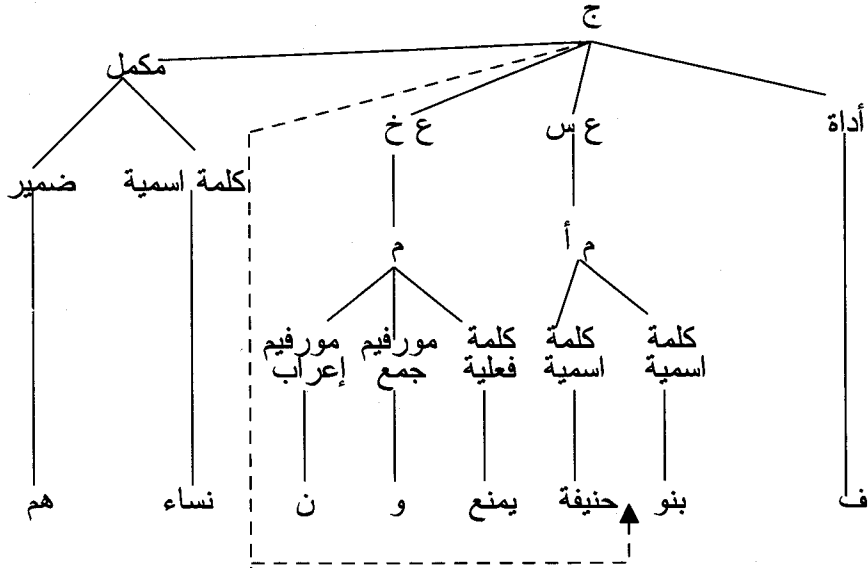 ج
مكمل
أداة
ع س
ع خ
كلمة اسمية
ضمير
م أ
م
كلمة
اسمية
كلمة
اسمية
كلمة
فعلية
مورفيم
جمع
مورفيم
إعراب
ف
بنو
حنيفة
يمنع
و
ن
نساء
هم